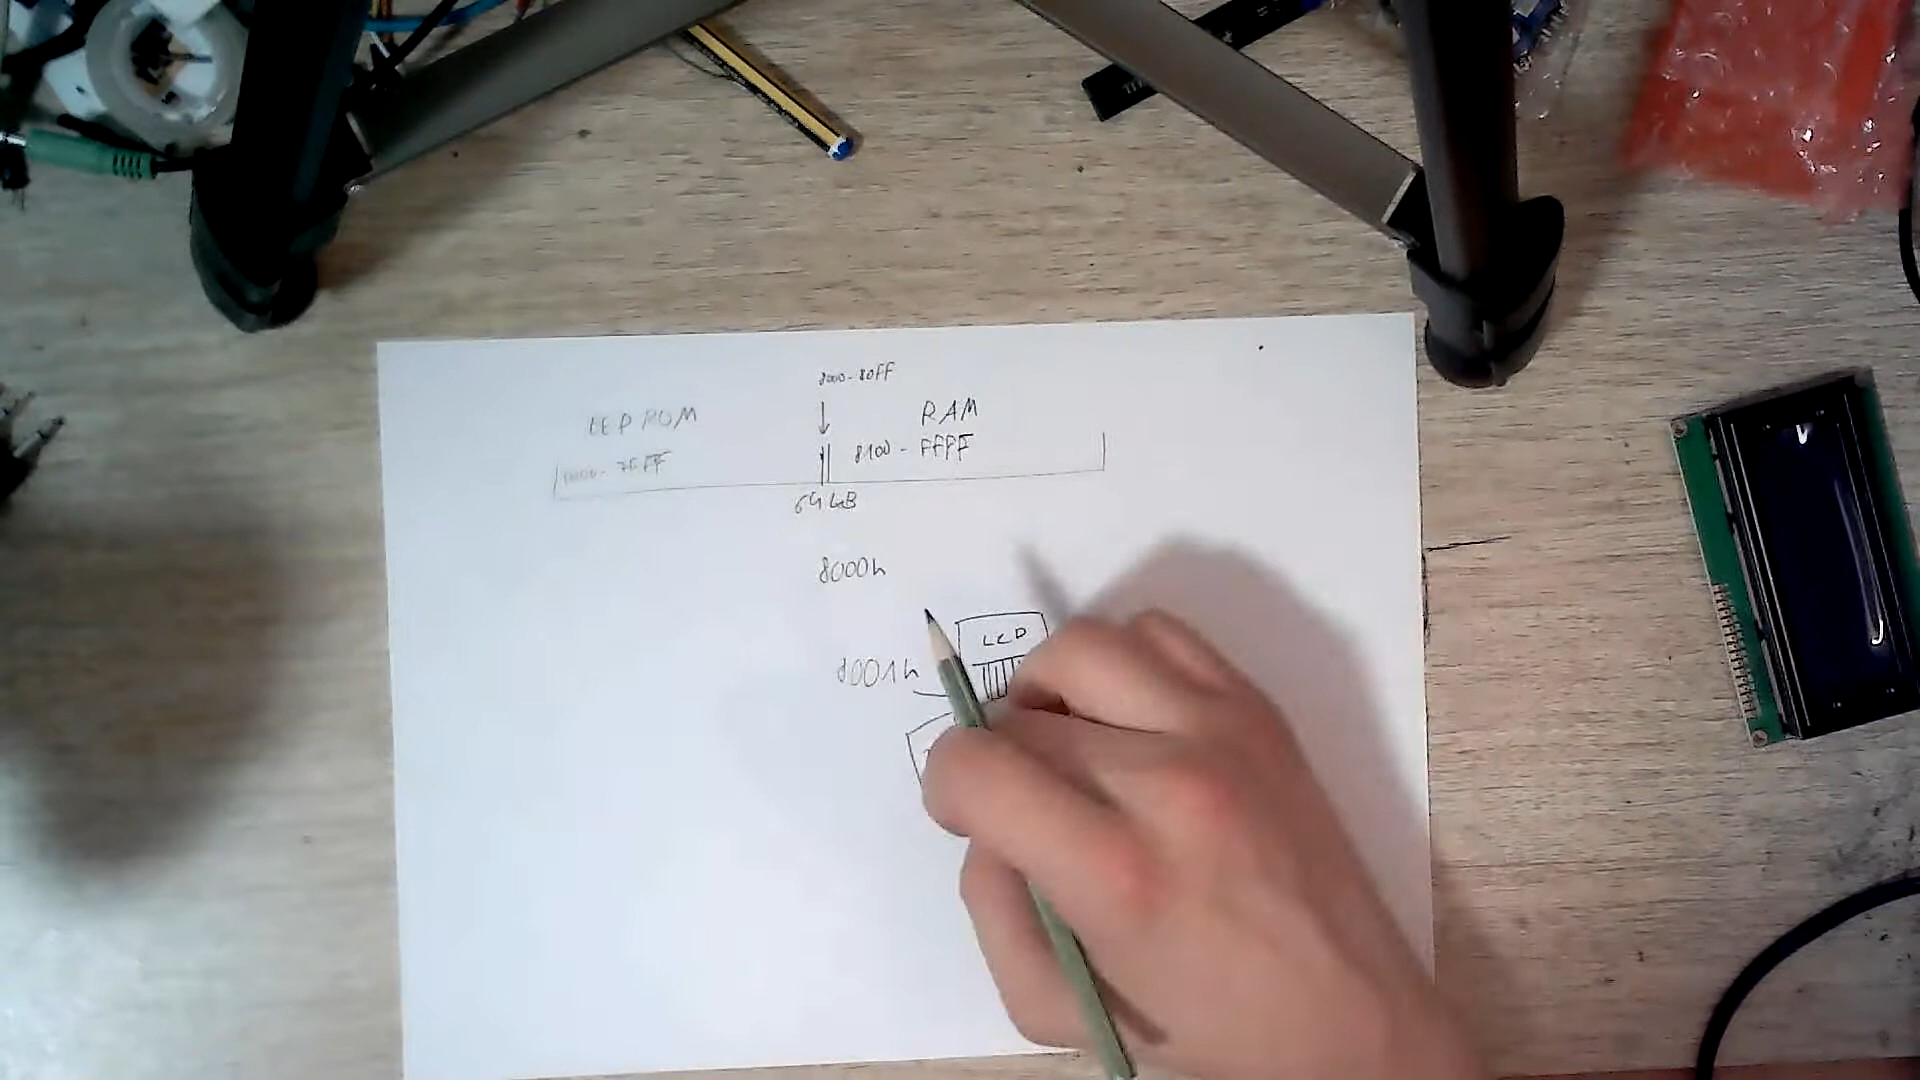 8000-80FF
EEPROM
RAM
0000-7FFF
8100-FFFF
64kB
8000h
LCD
8001h